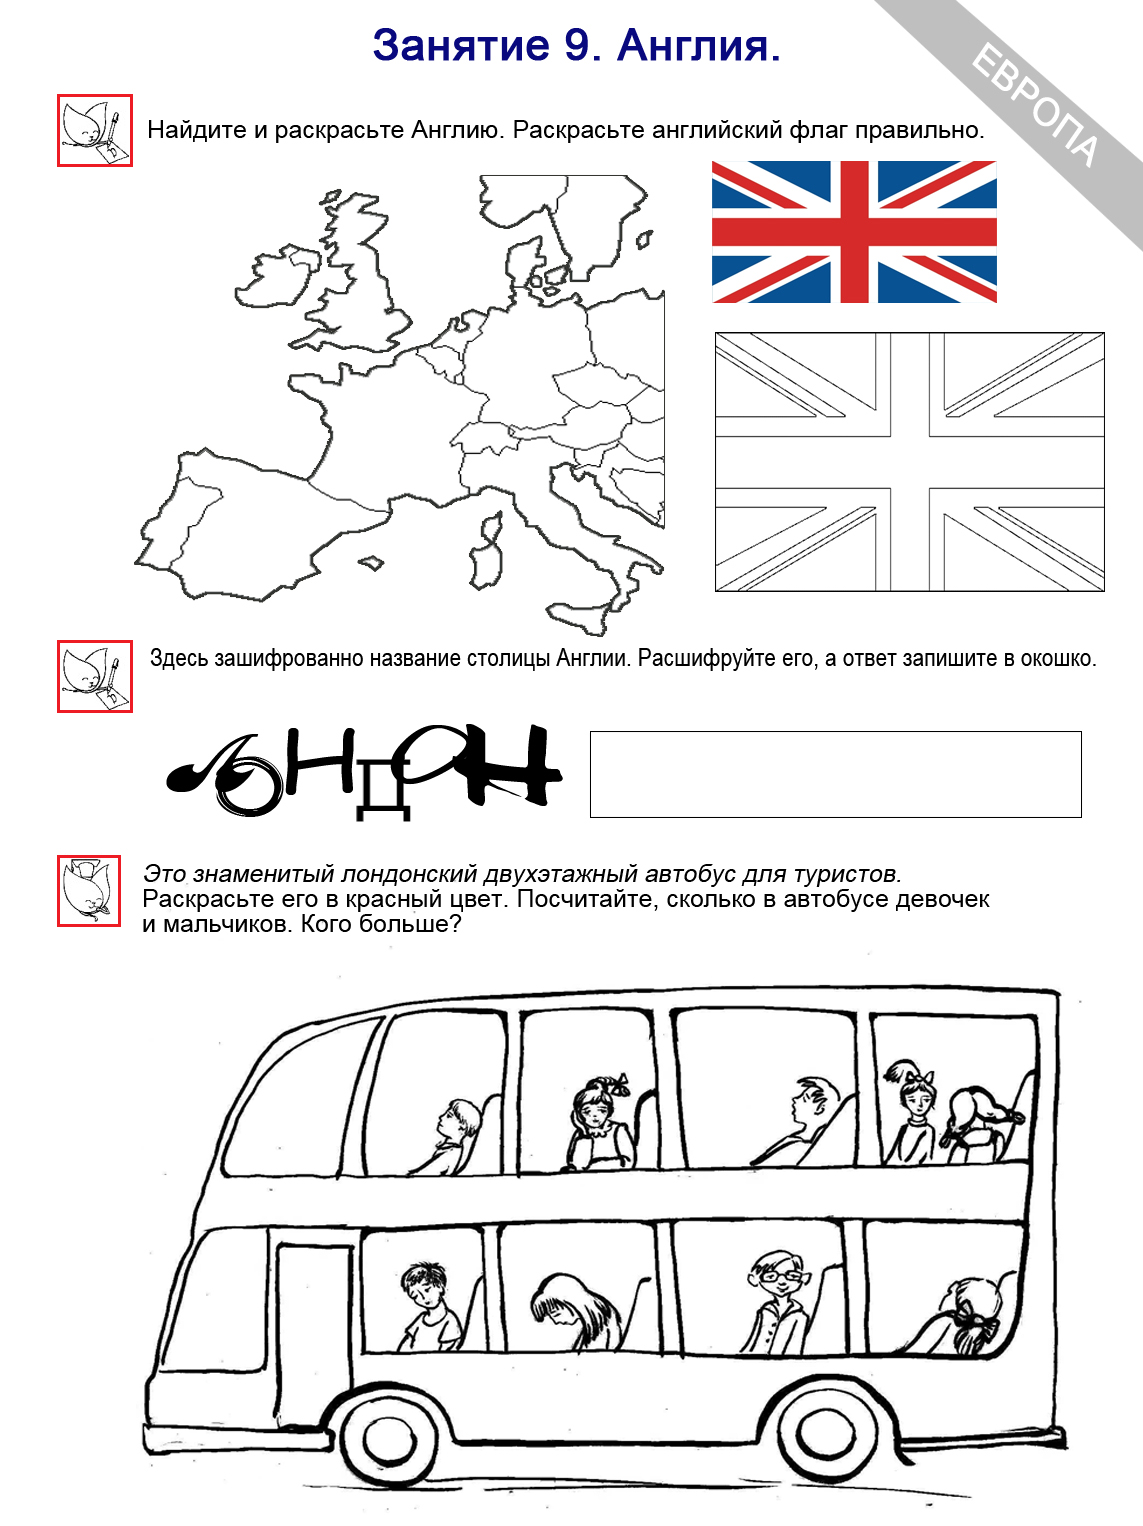 Занятие 9. Англия.
ЕВРОПА
Найдите и раскрасьте Англию. Раскрасьте английский флаг правильно.
Здесь зашифрованно название столицы Англии. Расшифруйте его, а ответ запишите в окошко.
лОНДОН
Это знаменитый лондонский двухэтажный автобус для туристов.
Раскрасьте его в красный цвет. Посчитайте, сколько в автобусе девочек
и мальчиков. Кого больше?